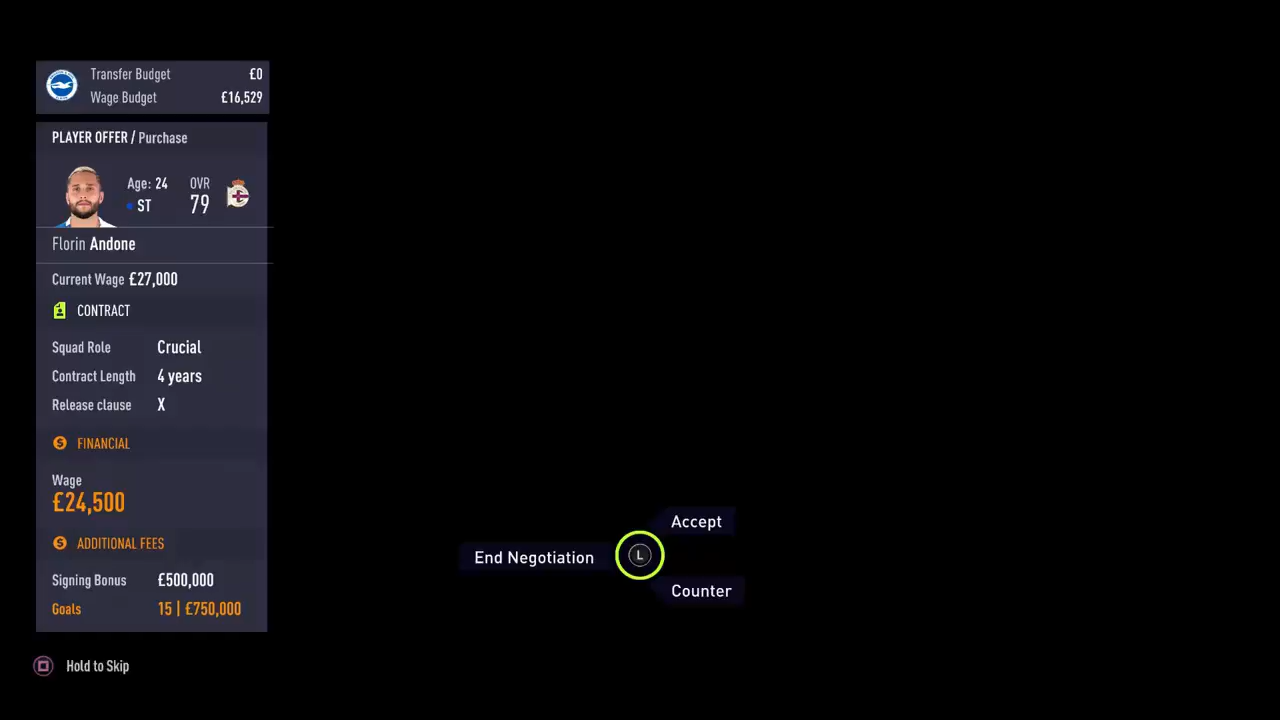 Transfer Budget £0
Wage Budget £16,529
PLAYER OFFER / Purchase
Age: 24 OVR
ST 79
Florin Andone
Current Wage £27,000
CONTRACT
Squad Role Crucial
Contract Length 4 years
Release clause X
FINANCIAL
Wage
£24,500
ADDITIONAL FEES
Signing Bonus £500,000
Goals 15 | £750,000
Accept
End Negotiation L
Counter
Hold to Skip